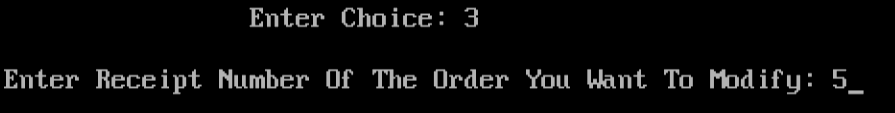 Enter Choice: 3
Enter Receipt Number Of The Order You Want To Modify: 5_